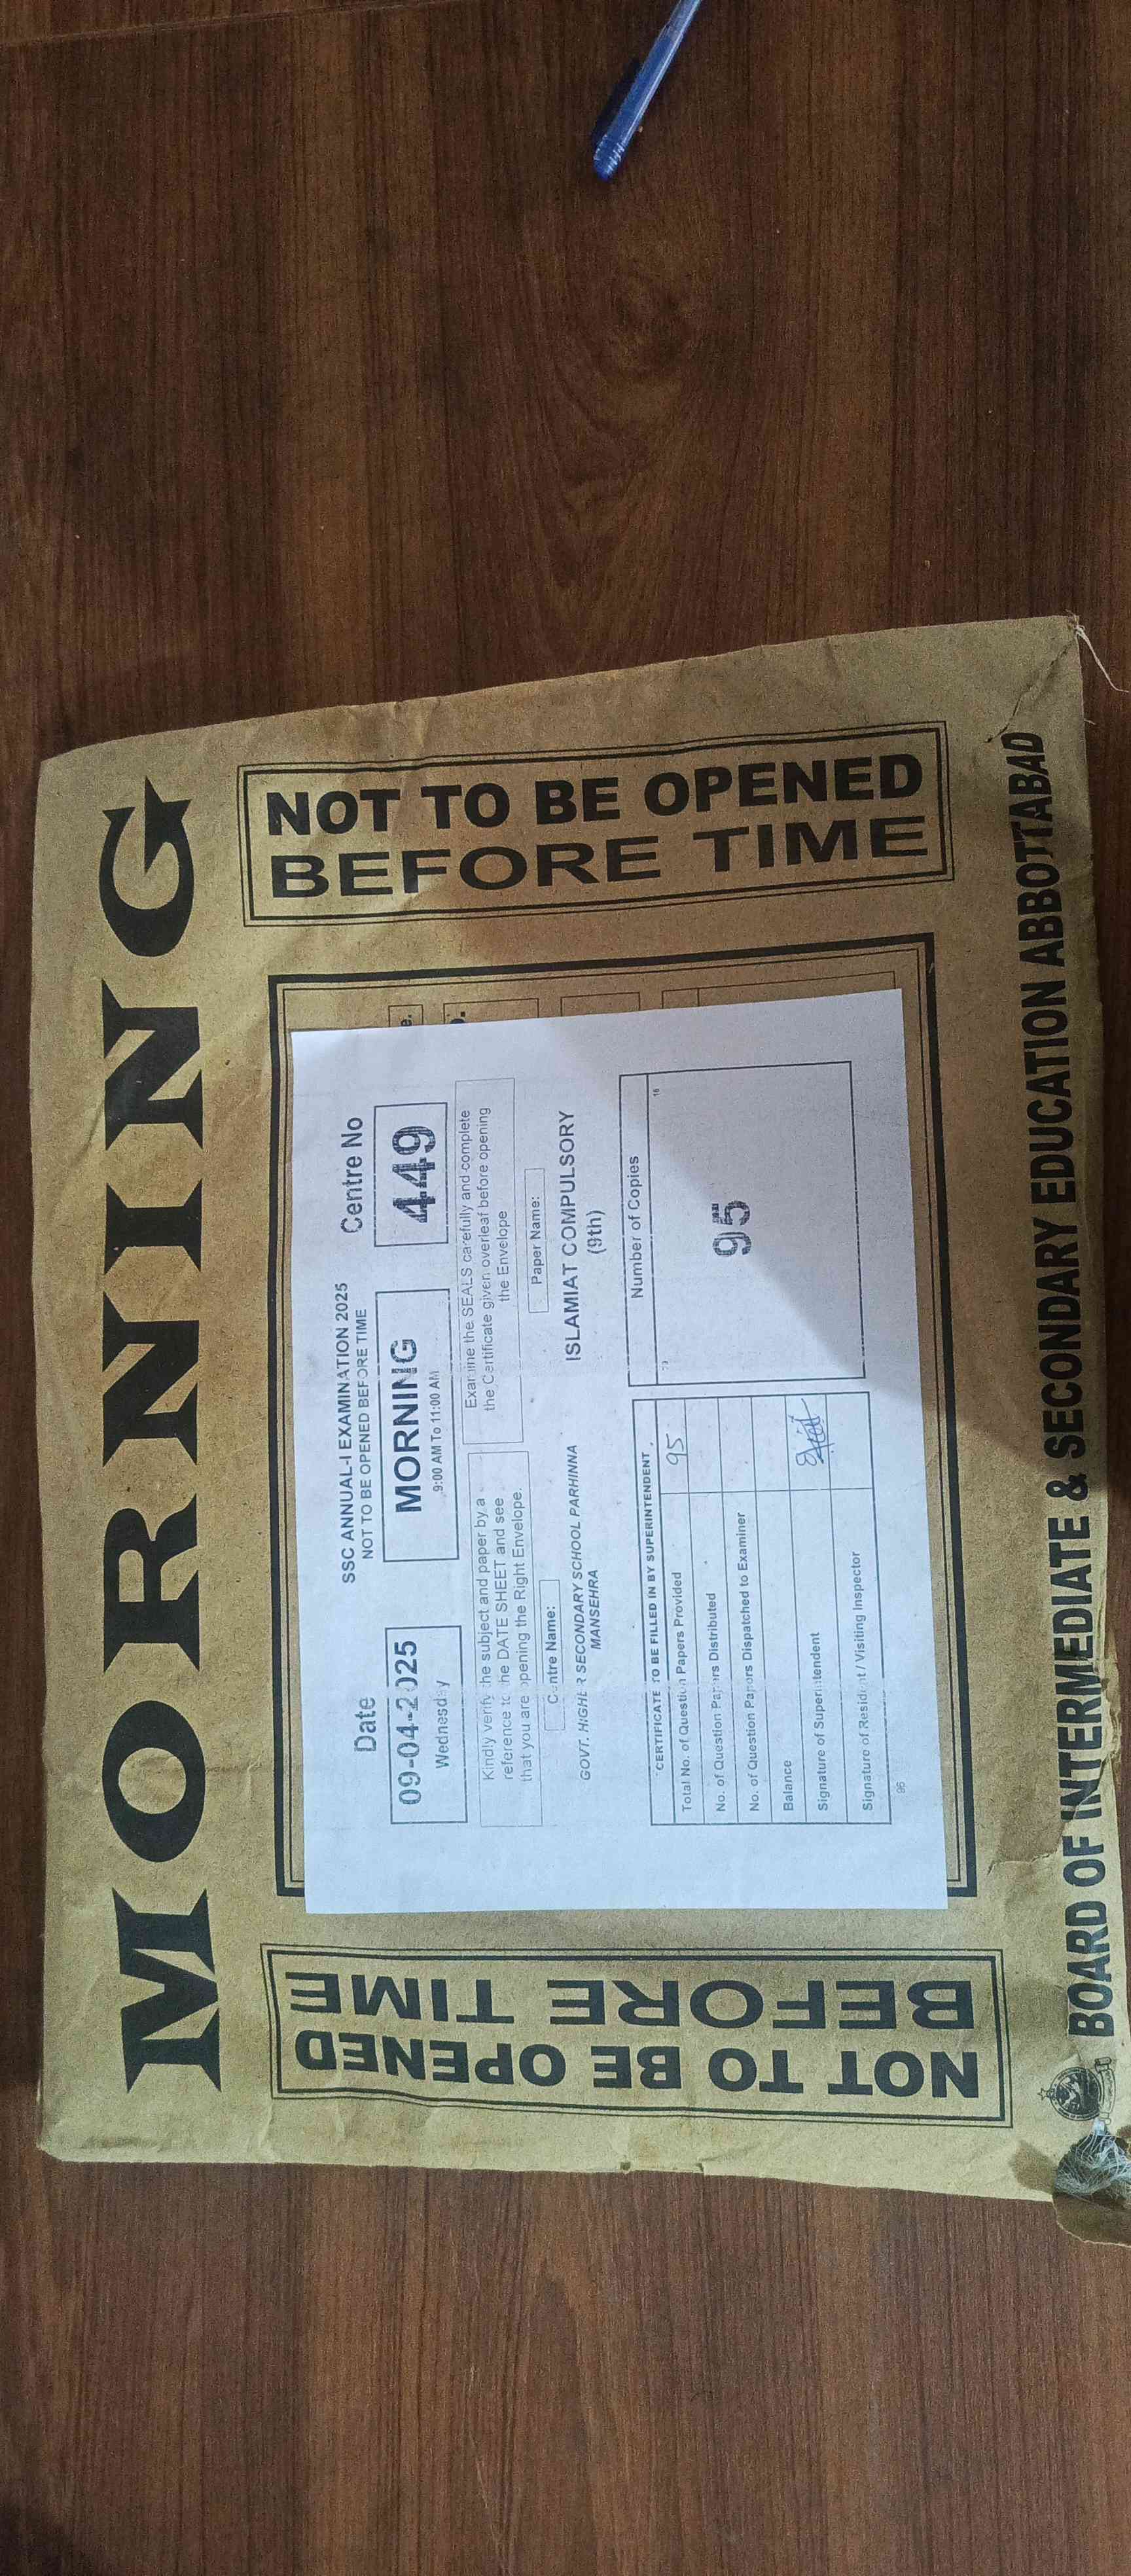 MORNING
NOT TO BE OPENED
BEFORE TIME
SSC ANNUAL-I EXAMINATION 2025
NOT TO BE OPENED BEFORE TIME
Date
Centre No
09-04-2025
Wednesday
MORNING
9:00 AM To 11:00 AM
449
Kindly verify the subject and paper by a
reference to the DATE SHEET and see
that you are opening the Right Envelope.
Examine the SEALS carefully and complete
the Certificate given overleaf before opening
the Envelope
Centre Name:
GOVT. HIGHER SECONDARY SCHOOL PARHINNA
MANSEHRA
Paper Name:
ISLAMIAT COMPULSORY
(9th)
CERTIFICATE TO BE FILLED IN BY SUPERINTENDENT
Total No. of Question Papers Provided 95
No. of Question Papers Distributed
No. of Question Papers Dispatched to Examiner
Balance
Signature of Superintendent
Signature of Resident / Visiting Inspector
96
Number of Copies
16
95
NOT TO BE OPENED
BEFORE TIME
BOARD OF INTERMEDIATE & SECONDARY EDUCATION ABBOTTABAD